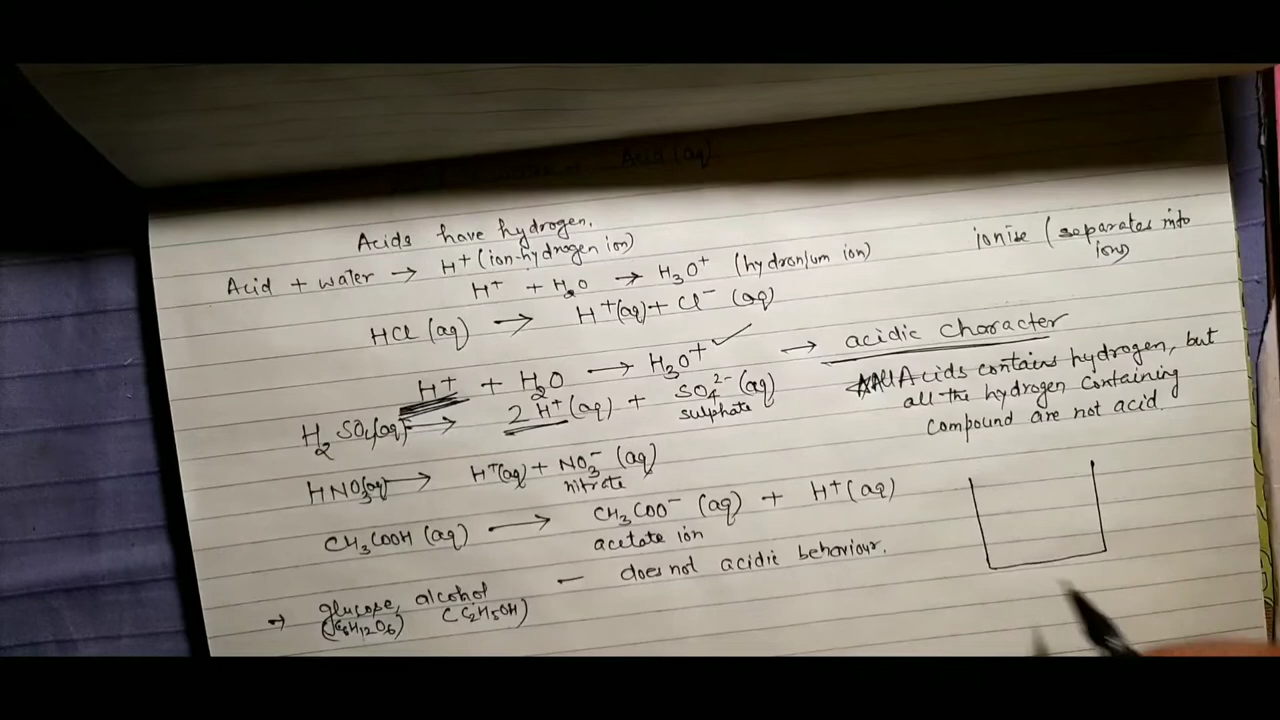 Acid (aq)
Acids have hydrogen.
Acid + water → H⁺ (ion-hydrogen ion)
ionise (separates into
ions)
H⁺ + H₂O → H₃O⁺ (hydronium ion)
HCl (aq) → H⁺(aq) + Cl⁻ (aq)
H⁺ + H₂O → H₃O⁺ ✓ → acidic character
H₂SO₄(aq) → 2H⁺(aq) + SO₄²⁻ (aq)
sulphate
All Acids contains hydrogen, but
all the hydrogen containing
compound are not acid.
HNO₃(aq) → H⁺(aq) + NO₃⁻ (aq)
nitrate
CH₃COOH (aq) → CH₃COO⁻ (aq) + H⁺(aq)
acetate ion
→ glucose, alcohol — does not acidic behaviour.
(C₆H₁₂O₆) (C₂H₅OH)